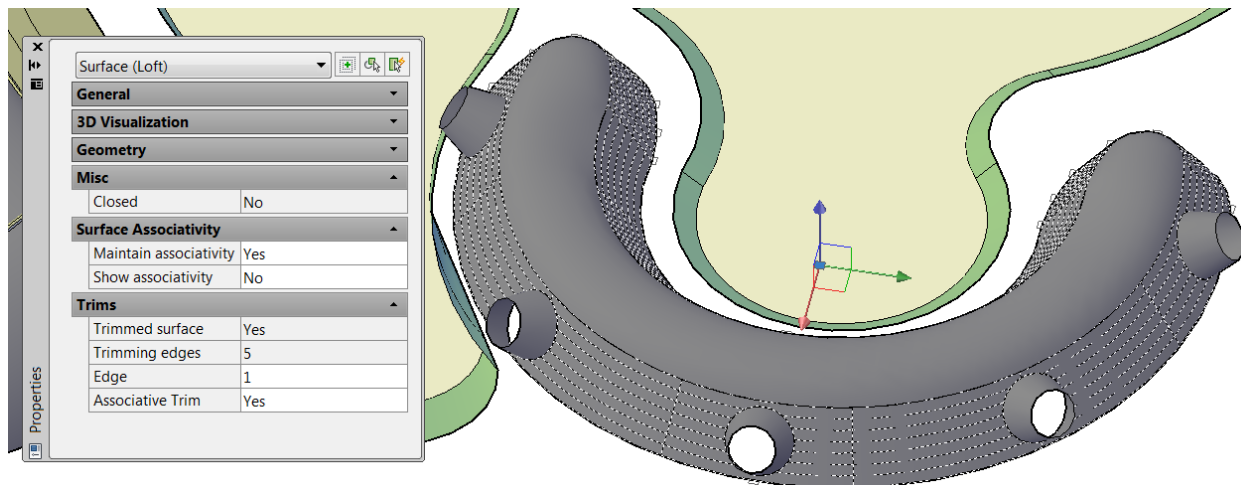 Surface (Loft)
General
3D Visualization
Geometry
Misc
Closed No
Surface Associativity
Maintain associativity Yes
Show associativity No
Trims
Trimmed surface Yes
Trimming edges 5
Edge 1
Associative Trim Yes
Properties